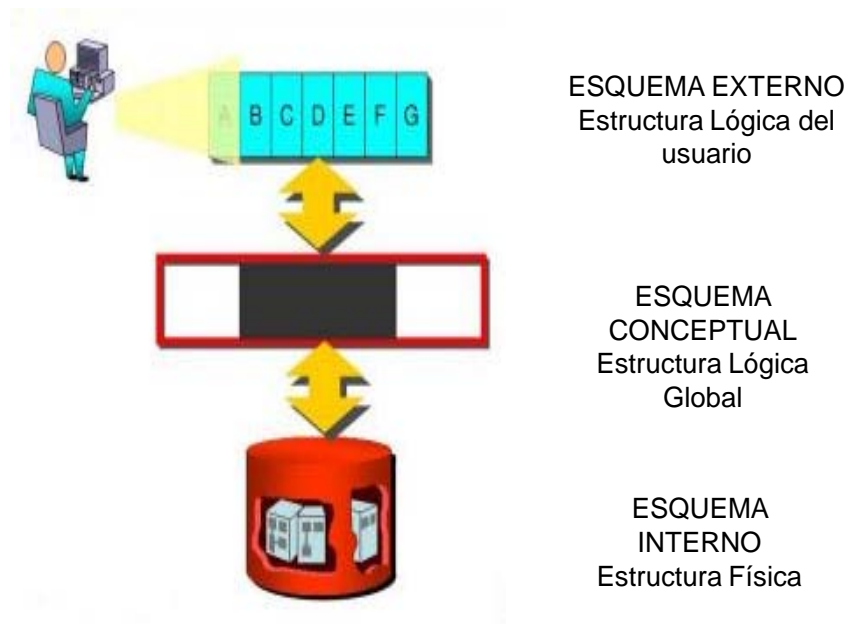 A B C D E F G
ESQUEMA EXTERNO
Estructura Lógica del
usuario
ESQUEMA
CONCEPTUAL
Estructura Lógica
Global
ESQUEMA
INTERNO
Estructura Física